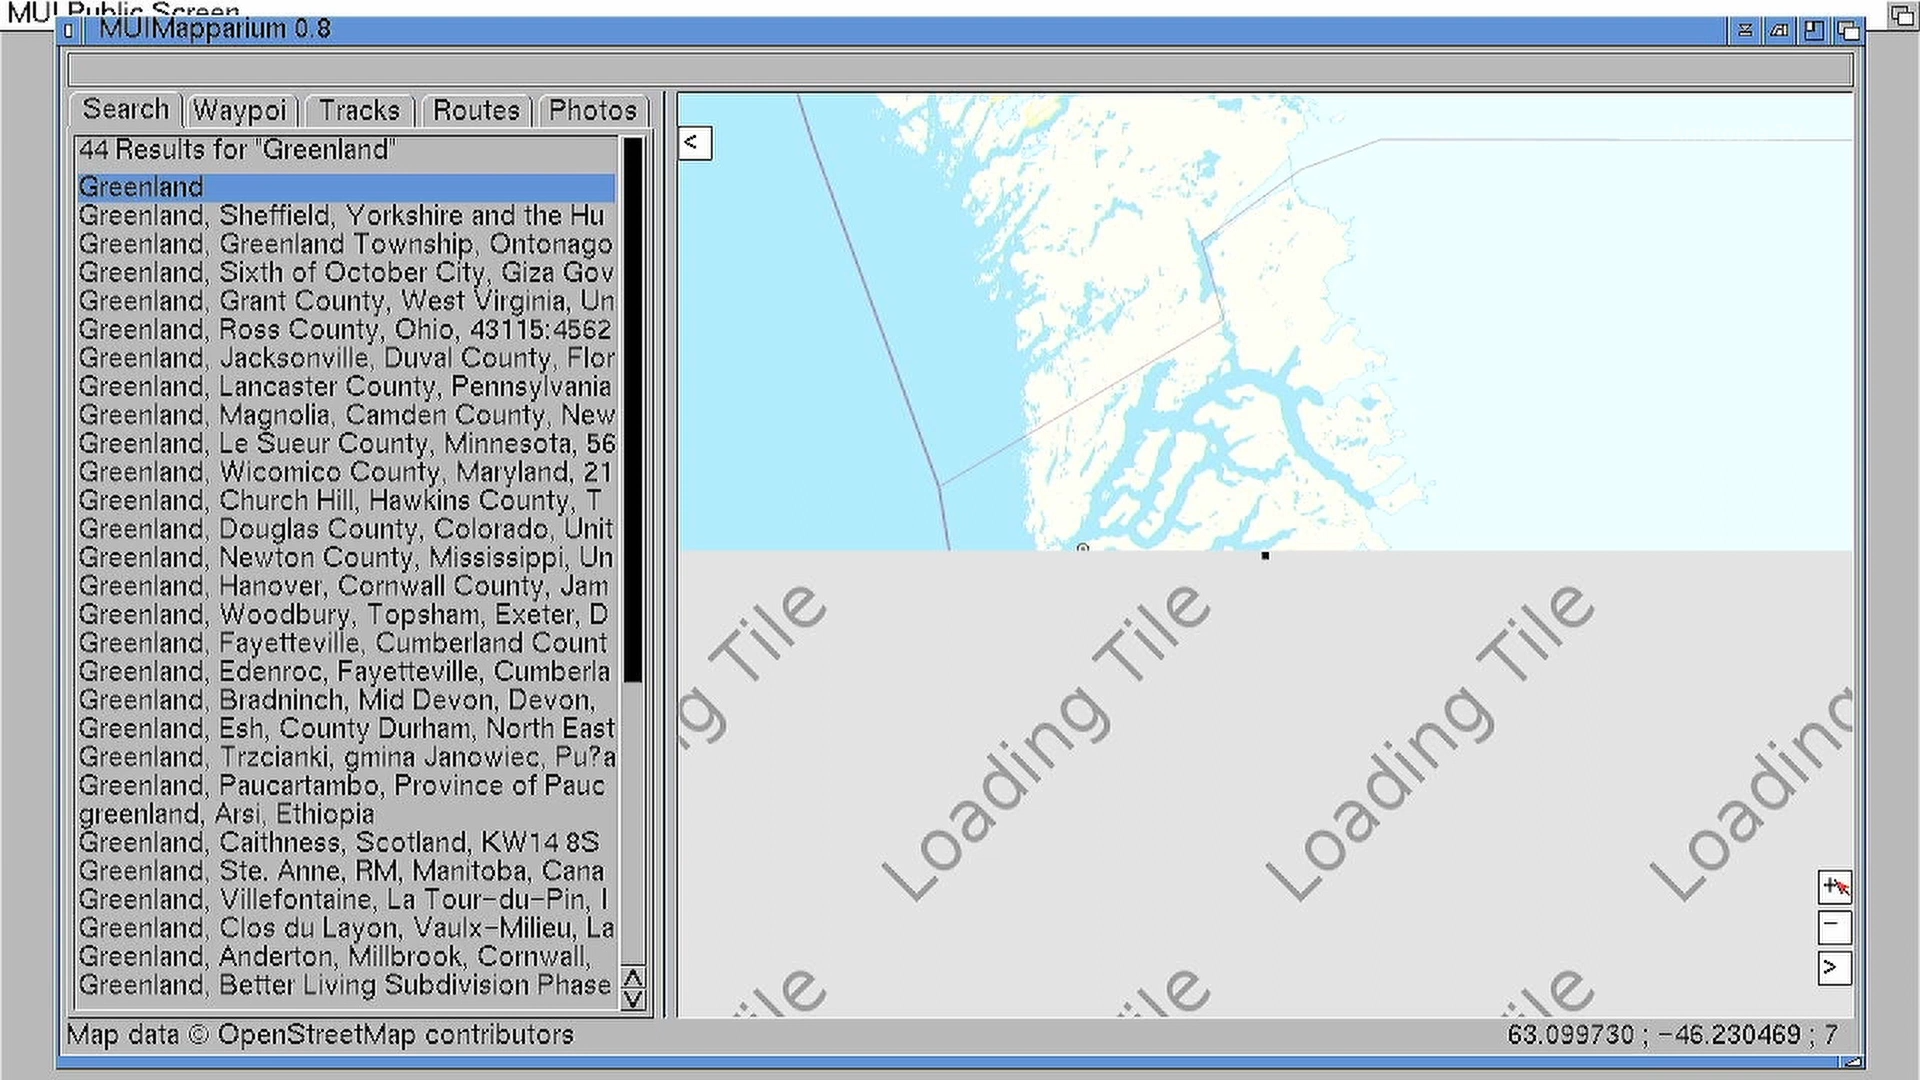 MUI Public Screen
MUIMapparium 0.8
Search Waypoi Tracks Routes Photos
44 Results for "Greenland"
Greenland
Greenland, Sheffield, Yorkshire and the Hu
Greenland, Greenland Township, Ontonago
Greenland, Sixth of October City, Giza Gov
Greenland, Grant County, West Virginia, Un
Greenland, Ross County, Ohio, 43115:4562
Greenland, Jacksonville, Duval County, Flor
Greenland, Lancaster County, Pennsylvania
Greenland, Magnolia, Camden County, New
Greenland, Le Sueur County, Minnesota, 56
Greenland, Wicomico County, Maryland, 21
Greenland, Church Hill, Hawkins County, T
Greenland, Douglas County, Colorado, Unit
Greenland, Newton County, Mississippi, Un
Greenland, Hanover, Cornwall County, Jam
Greenland, Woodbury, Topsham, Exeter, D
Greenland, Fayetteville, Cumberland Count
Greenland, Edenroc, Fayetteville, Cumberla
Greenland, Bradninch, Mid Devon, Devon,
Greenland, Esh, County Durham, North East
Greenland, Trzcianki, gmina Janowiec, Pu?a
Greenland, Paucartambo, Province of Pauc
greenland, Arsi, Ethiopia
Greenland, Caithness, Scotland, KW14 8S
Greenland, Ste. Anne, RM, Manitoba, Cana
Greenland, Villefontaine, La Tour-du-Pin, I
Greenland, Clos du Layon, Vaulx-Milieu, La
Greenland, Anderton, Millbrook, Cornwall,
Greenland, Better Living Subdivision Phase
<
ng Tile
Loading Tile
Loading Tile
Loading
Tile
Tile
Tile
+
-
>
Map data © OpenStreetMap contributors
63.099730 ; -46.230469 ; 7